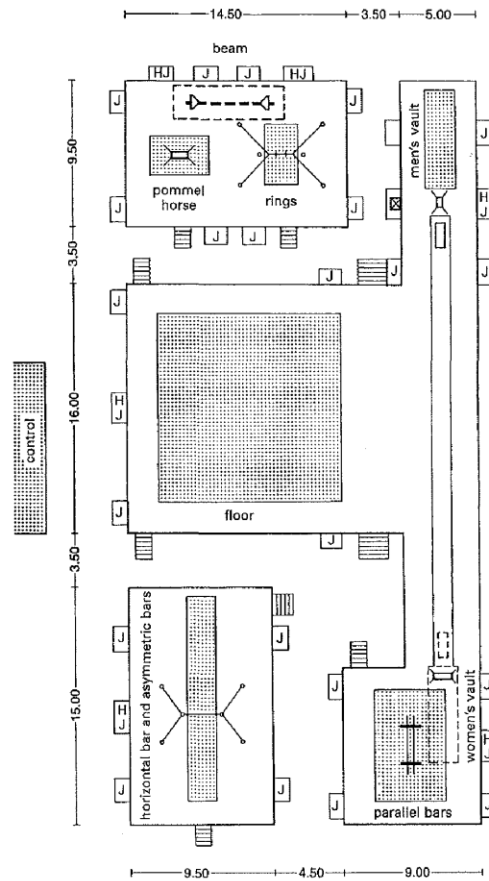 14.50
3.50
5.00
beam
HJ
J
J
HJ
J
J
J
men's vault
9.50
pommel
horse
rings
H
J
J
J
J
J
3.50
J
J
J
H
J
control
16.00
floor
J
J
3.50
horizontal bar and asymmetric bars
J
J
J
H
J
H
J
women's vault
15.00
J
J
J
J
parallel bars
9.50
4.50
9.00